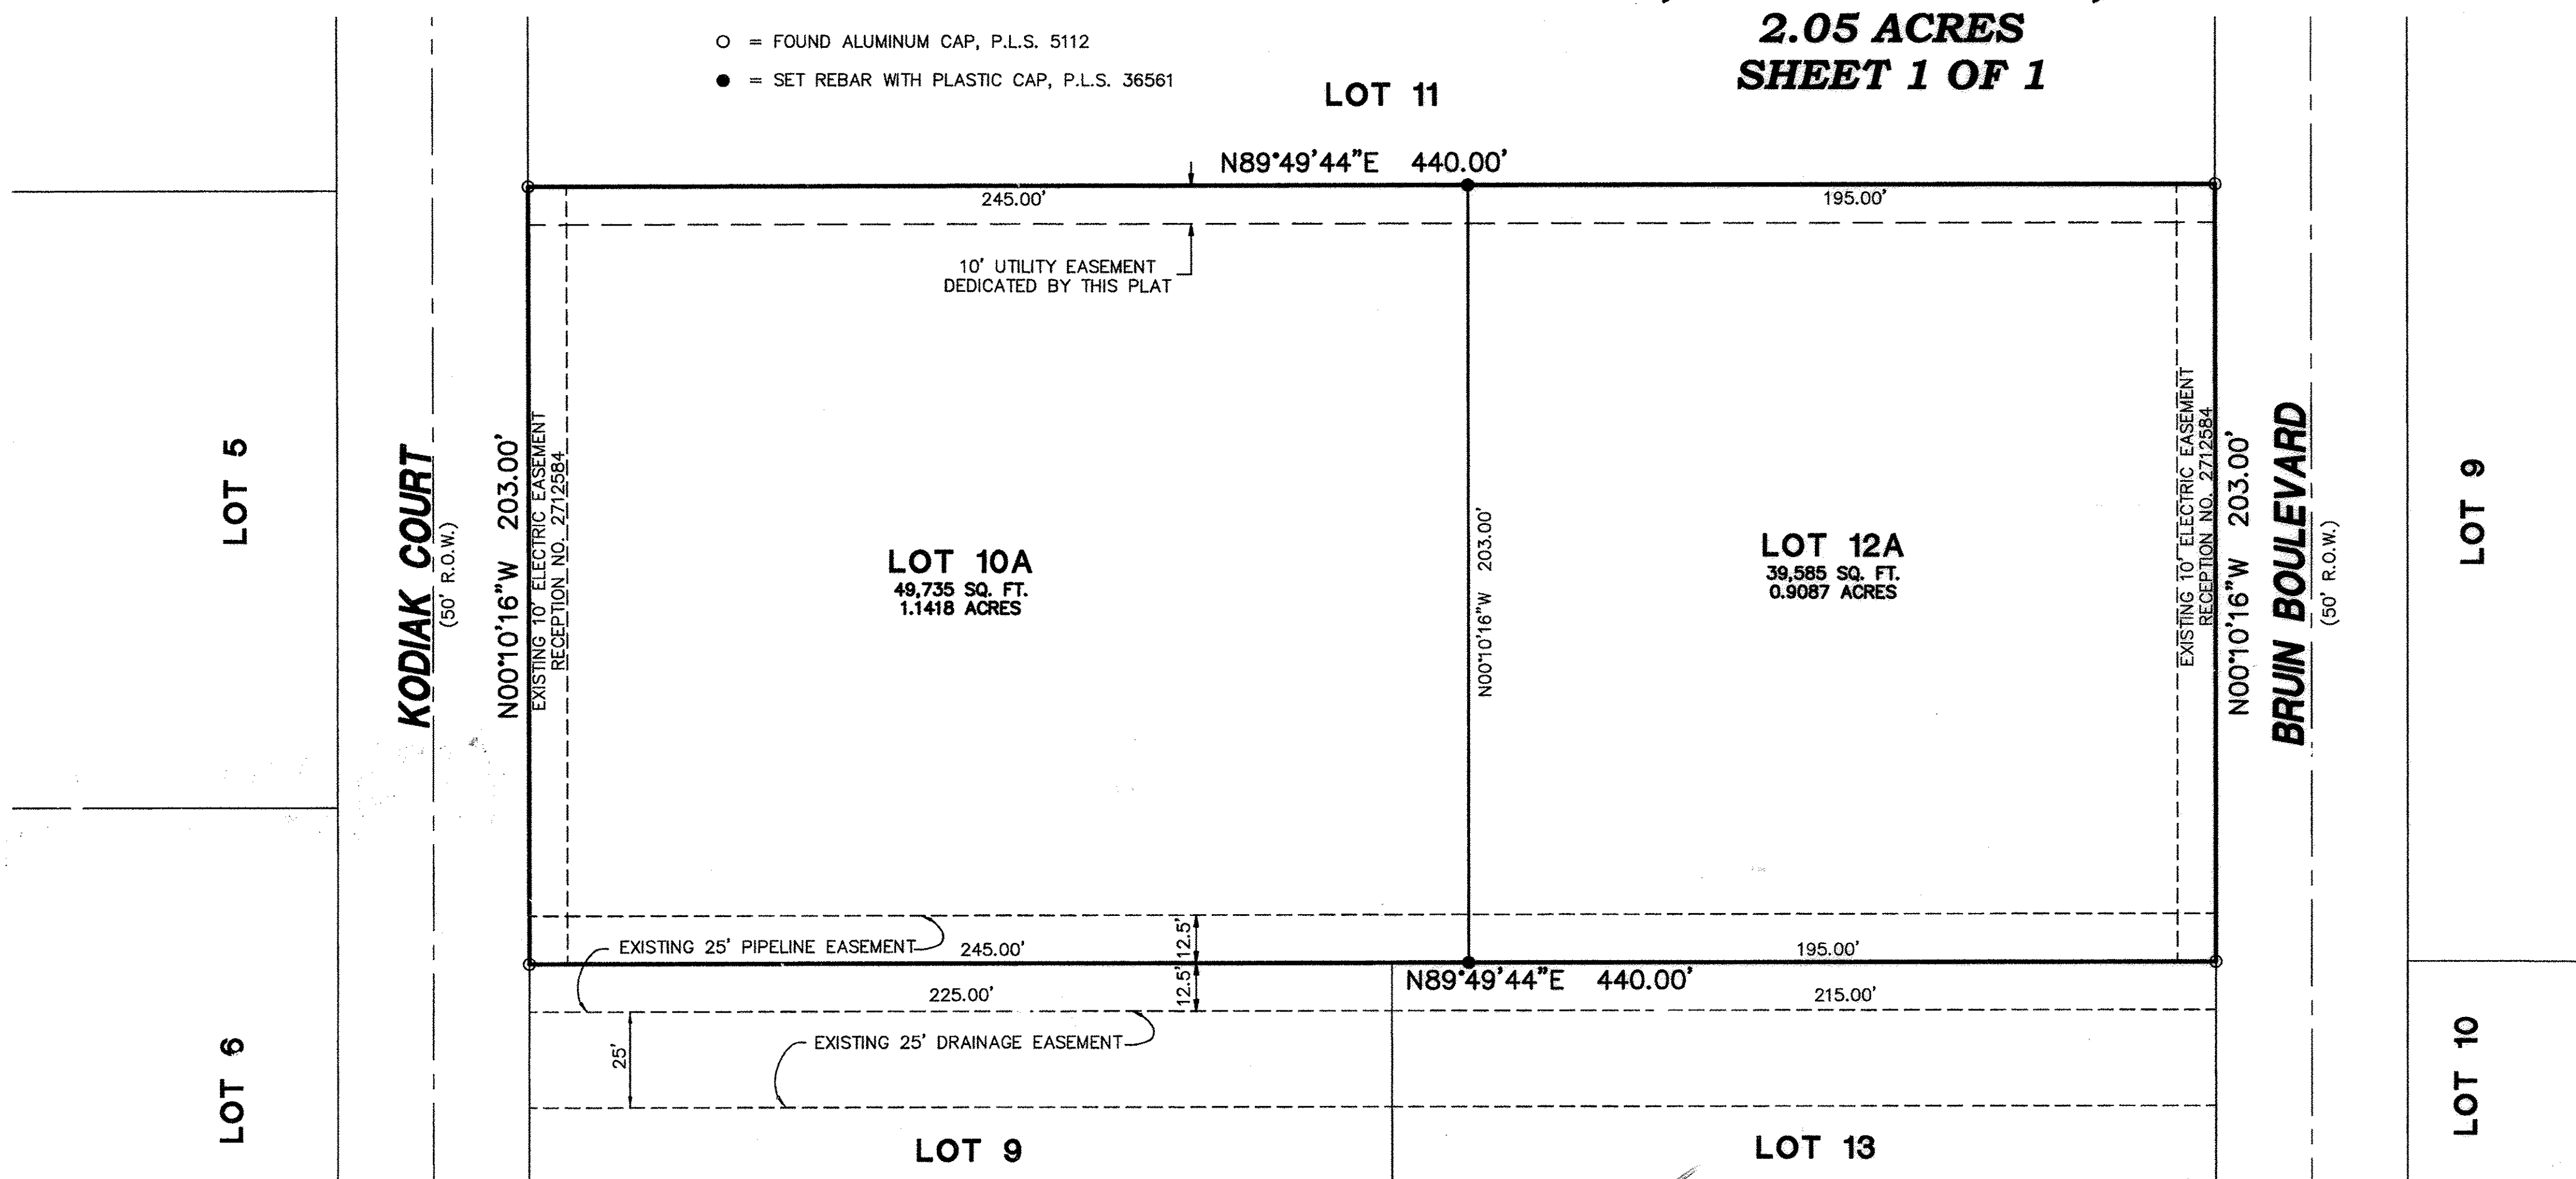 ○ = FOUND ALUMINUM CAP, P.L.S. 5112
● = SET REBAR WITH PLASTIC CAP, P.L.S. 36561
2.05 ACRES
SHEET 1 OF 1
LOT 11
N89°49'44"E 440.00'
245.00'
195.00'
10' UTILITY EASEMENT
DEDICATED BY THIS PLAT
LOT 5
KODIAK COURT
(50' R.O.W.)
N00°10'16"W 203.00'
EXISTING 10' ELECTRIC EASEMENT
RECEPTION NO. 2712584
LOT 10A
49,735 SQ. FT.
1.1418 ACRES
N00°10'16"W 203.00'
LOT 12A
39,585 SQ. FT.
0.9087 ACRES
EXISTING 10' ELECTRIC EASEMENT
RECEPTION NO. 2712584
N00°10'16"W 203.00'
BRUIN BOULEVARD
(50' R.O.W.)
LOT 9
EXISTING 25' PIPELINE EASEMENT
245.00'
12.5'
195.00'
N89°49'44"E 440.00'
225.00'
12.5'
215.00'
25'
EXISTING 25' DRAINAGE EASEMENT
LOT 6
LOT 9
LOT 13
LOT 10